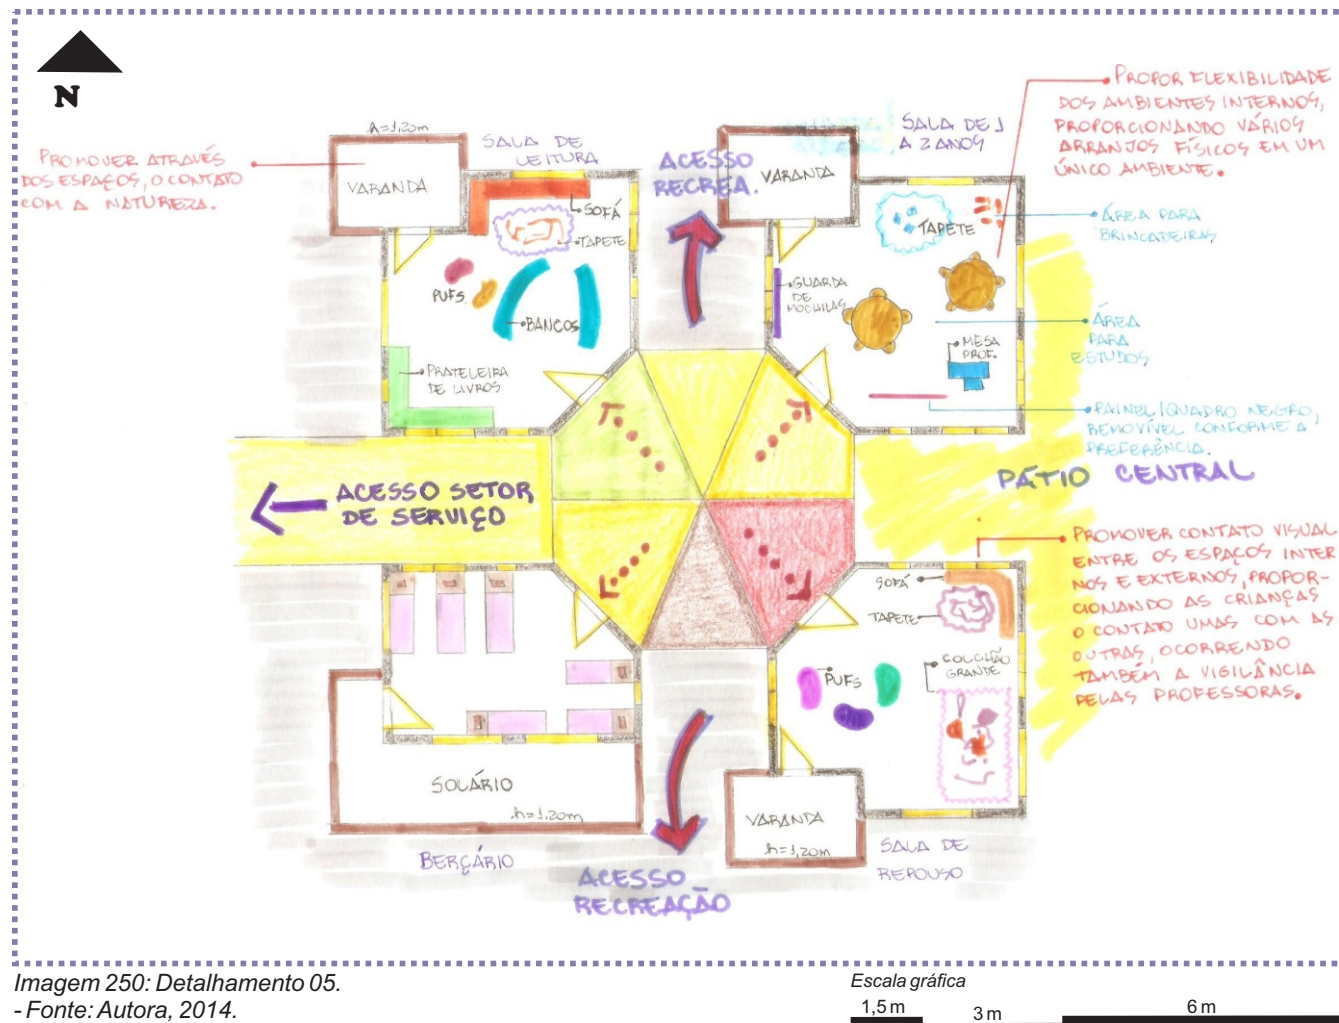 N
PROMOVER ATRAVÉS
DOS ESPAÇOS, O CONTATO
COM A NATUREZA.
h=1,20m
VARANDA
SALA DE
LEITURA
SOFÁ
TAPETE
PUFS
BANCOS
PRATELEIRA
DE LIVROS
ACESSO
RECREA.
VARANDA
SALA DE 1
A 2 ANOS
TAPETE
GUARDA
DE
MOCHILAS
MESA
PROF.
PROPOR FLEXIBILIDADE
DOS AMBIENTES INTERNOS,
PROPORCIONANDO VÁRIOS
ARRANJOS FÍSICOS EM UM
ÚNICO AMBIENTE.
ÁREA PARA
BRINCADEIRAS
ÁREA
PARA
ESTUDOS
PAINEL/QUADRO NEGRO,
REMOVÍVEL CONFORME A
PREFERÊNCIA.
PÁTIO CENTRAL
ACESSO SETOR
DE SERVIÇO
PROMOVER CONTATO VISUAL
ENTRE OS ESPAÇOS INTER
NOS E EXTERNOS, PROPOR-
CIONANDO AS CRIANÇAS
O CONTATO UMAS COM AS
OUTRAS, OCORRENDO
TAMBÉM A VIGILÂNCIA
PELAS PROFESSORAS.
SOFÁ
TAPETE
PUFS
COLCHÃO
GRANDE
SOLÁRIO
h=1,20m
BERÇÁRIO
VARANDA
h=1,20m
SALA DE
REPOUSO
ACESSO
RECREAÇÃO
Imagem 250: Detalhamento 05.
- Fonte: Autora, 2014.
Escala gráfica
1,5 m
3 m
6 m